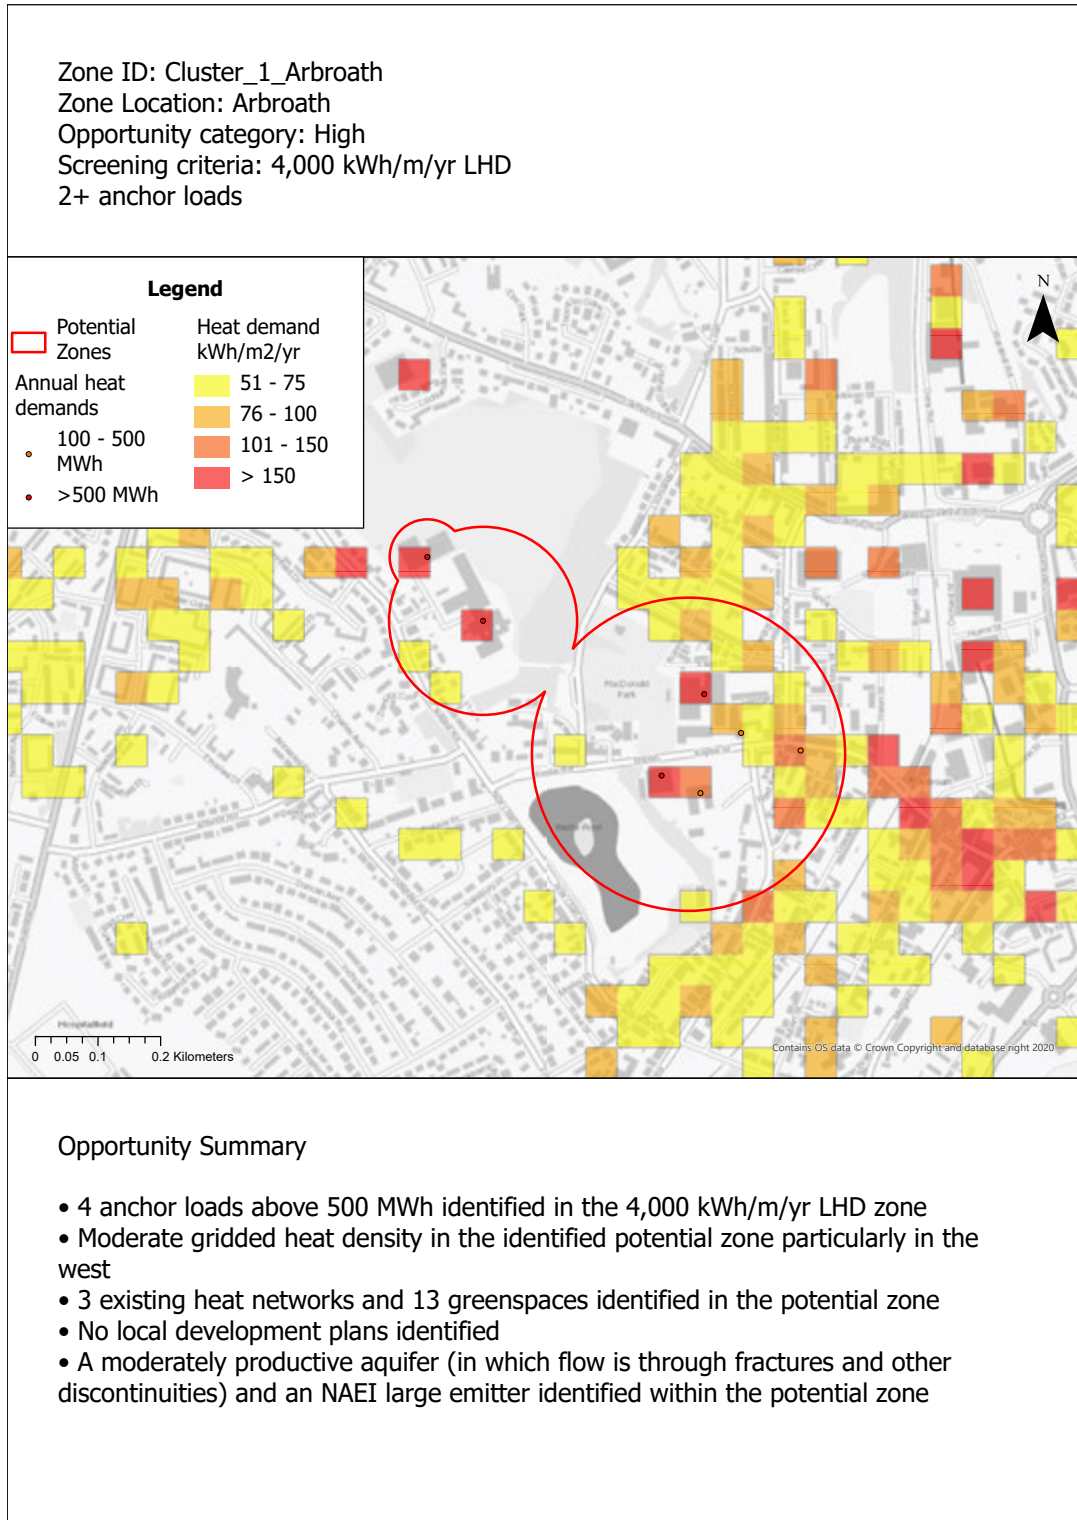 Zone ID: Cluster_1_Arbroath
Zone Location: Arbroath
Opportunity category: High
Screening criteria: 4,000 kWh/m/yr LHD
2+ anchor loads
Legend
Potential
Zones
Annual heat
demands
100 - 500
MWh
>500 MWh
Heat demand
kWh/m2/yr
51 - 75
76 - 100
101 - 150
> 150
N
MacDonald
Park
Hospitalfield
0 0.05 0.1 0.2 Kilometers
Contains OS data © Crown Copyright and database right 2020
Opportunity Summary
• 4 anchor loads above 500 MWh identified in the 4,000 kWh/m/yr LHD zone
• Moderate gridded heat density in the identified potential zone particularly in the
west
• 3 existing heat networks and 13 greenspaces identified in the potential zone
• No local development plans identified
• A moderately productive aquifer (in which flow is through fractures and other
discontinuities) and an NAEI large emitter identified within the potential zone